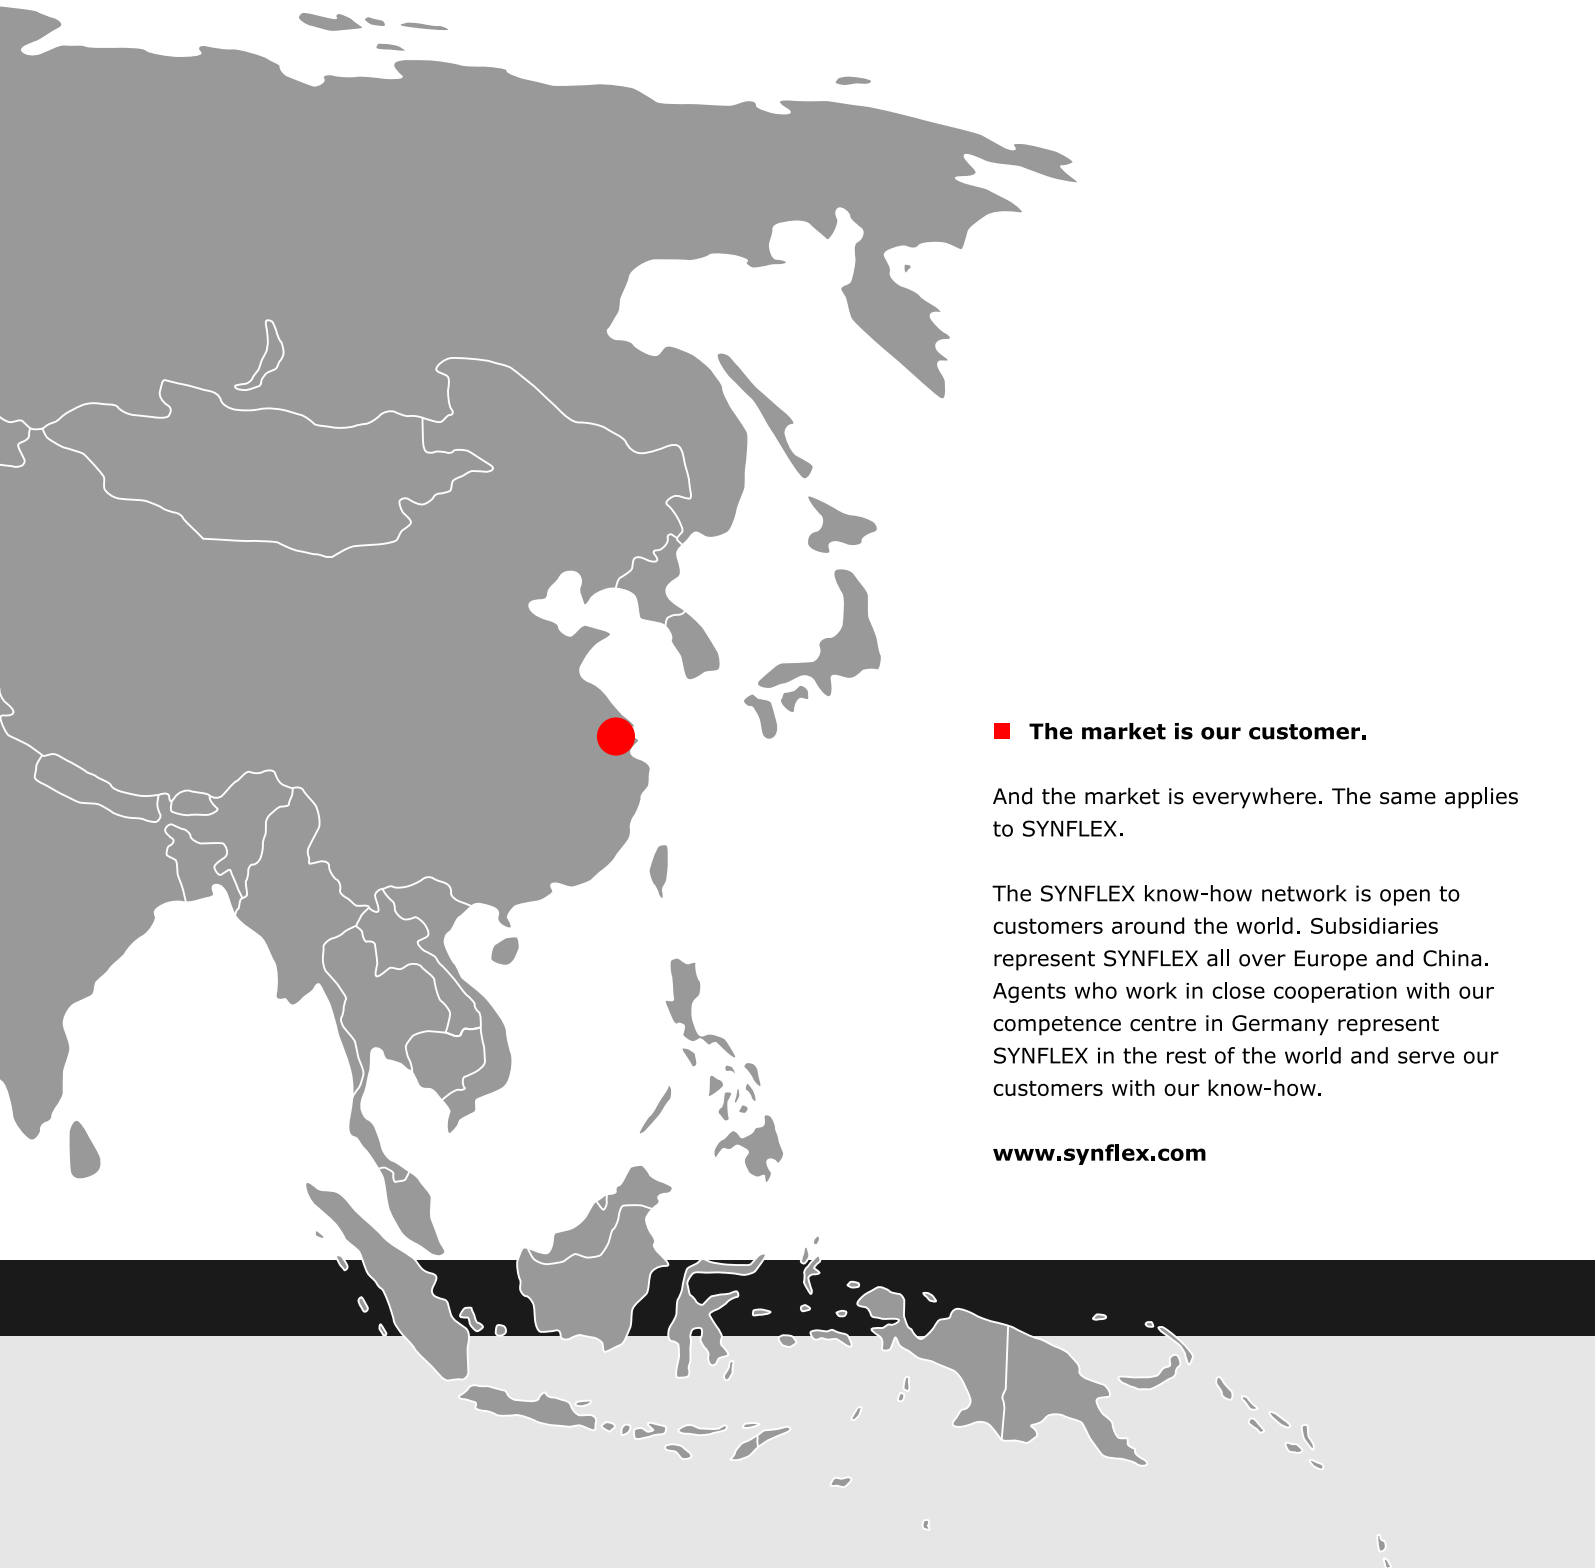 The market is our customer.
And the market is everywhere. The same applies
to SYNFLEX.
The SYNFLEX know-how network is open to
customers around the world. Subsidiaries
represent SYNFLEX all over Europe and China.
Agents who work in close cooperation with our
competence centre in Germany represent
SYNFLEX in the rest of the world and serve our
customers with our know-how.
www.synflex.com